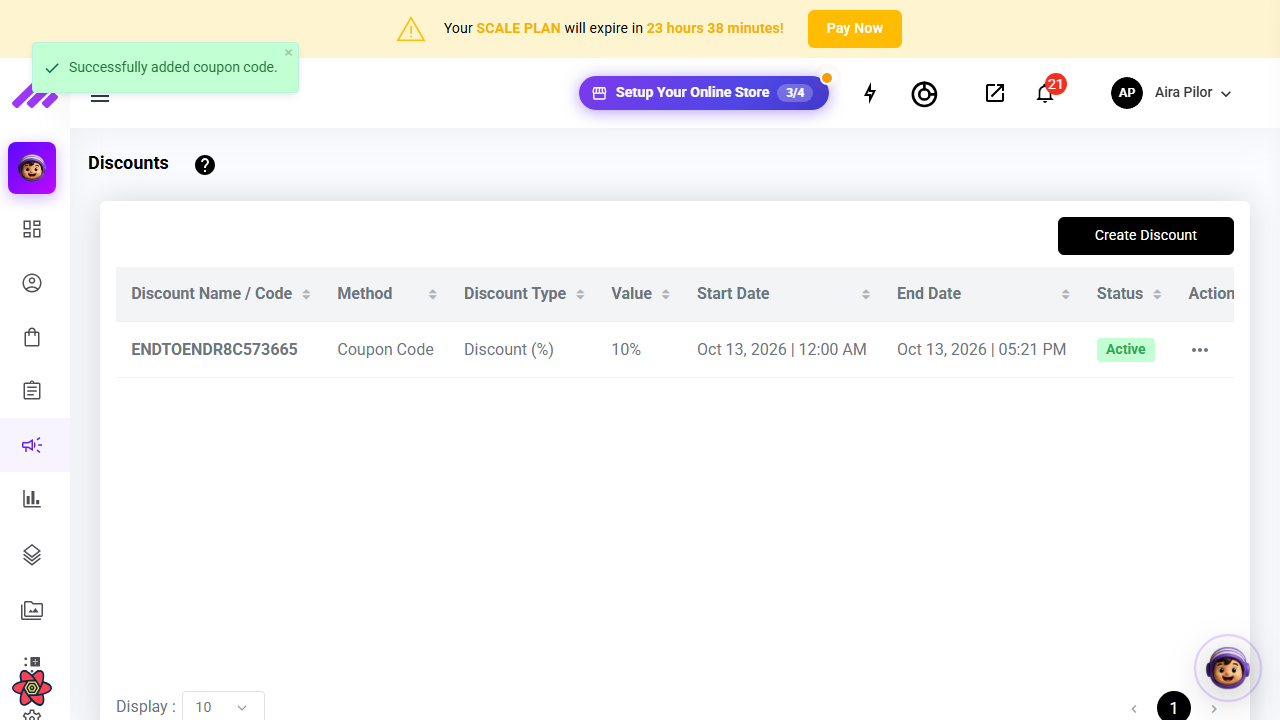 Your SCALE PLAN will expire in 23 hours 38 minutes!
Pay Now
Successfully added coupon code.
×
Setup Your Online Store 3/4
21
AP
Aira Pilor
Discounts
?
Create Discount
Discount Name / Code Method Discount Type Value Start Date End Date Status Action
ENDTOENDR8C573665 Coupon Code Discount (%) 10% Oct 13, 2026 | 12:00 AM Oct 13, 2026 | 05:21 PM Active
Display : 10
1